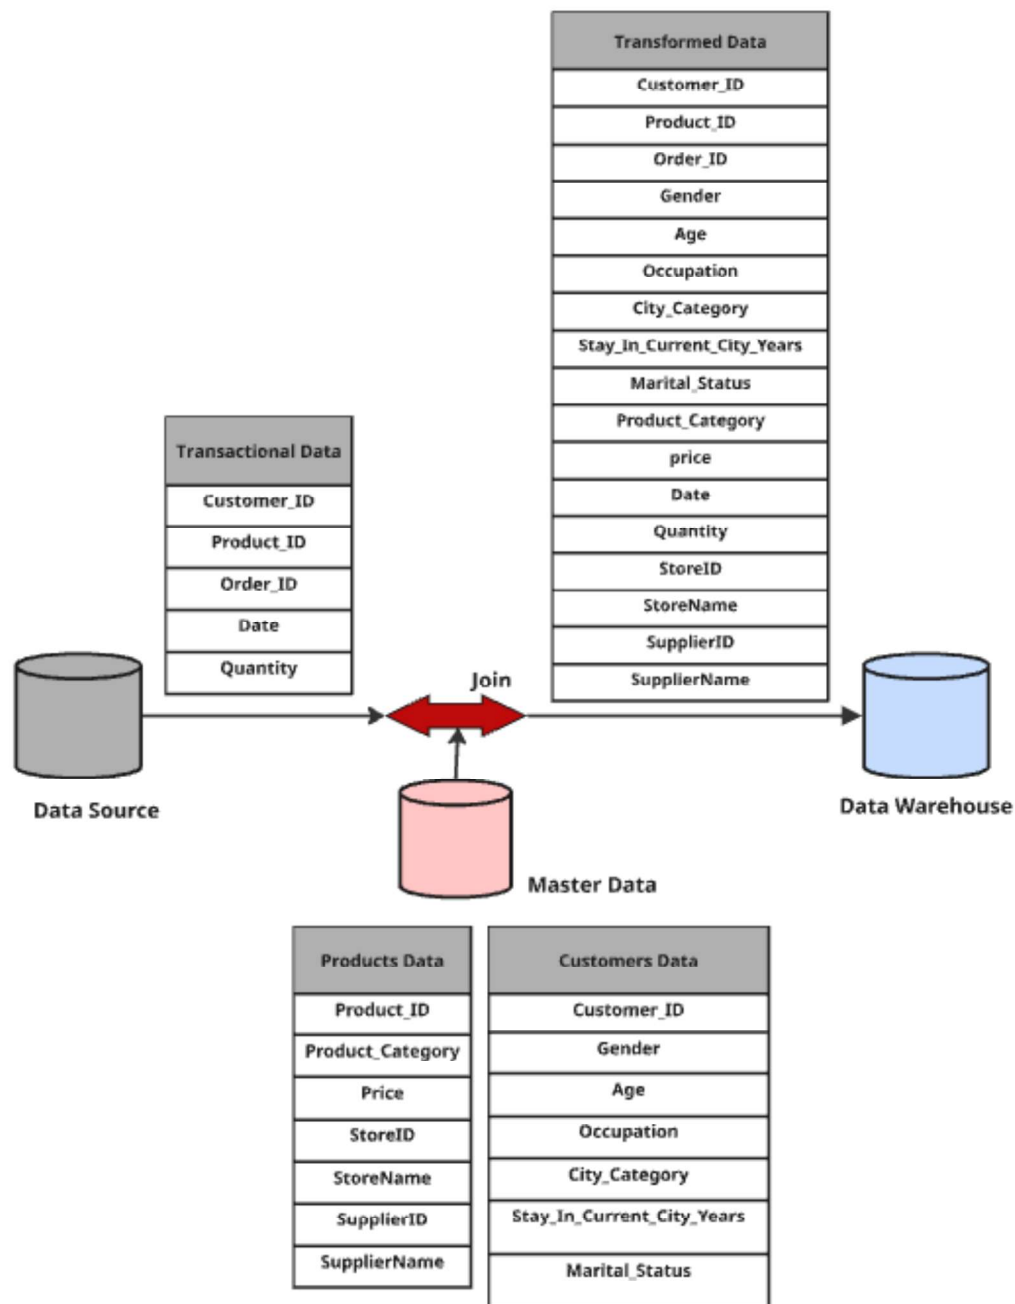 Transformed Data
Customer_ID
Product_ID
Order_ID
Gender
Age
Occupation
City_Category
Stay_In_Current_City_Years
Marital_Status
Product_Category
price
Date
Quantity
StoreID
StoreName
SupplierID
SupplierName
Transactional Data
Customer_ID
Product_ID
Order_ID
Date
Quantity
Join
Data Source
Data Warehouse
Master Data
Products Data
Product_ID
Product_Category
Price
StoreID
StoreName
SupplierID
SupplierName
Customers Data
Customer_ID
Gender
Age
Occupation
City_Category
Stay_In_Current_City_Years
Marital_Status